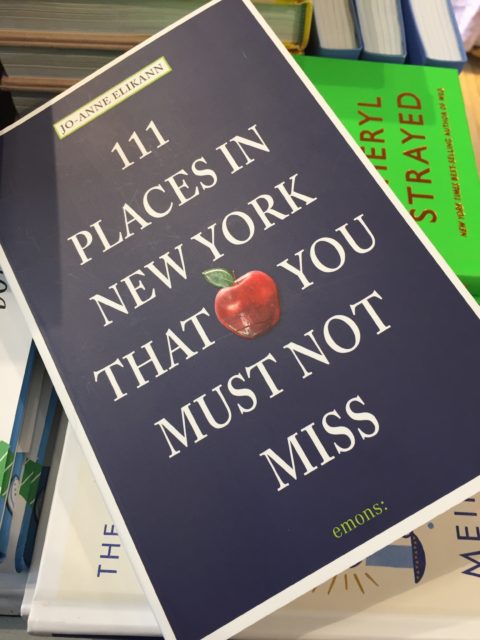 JO-ANNE ELIKANN
111
PLACES IN
NEW YORK
THAT YOU
MUST NOT
MISS
emons:
STRAYED
NEW YORK TIMES BEST-SELLING AUTHOR OF WILD
THE